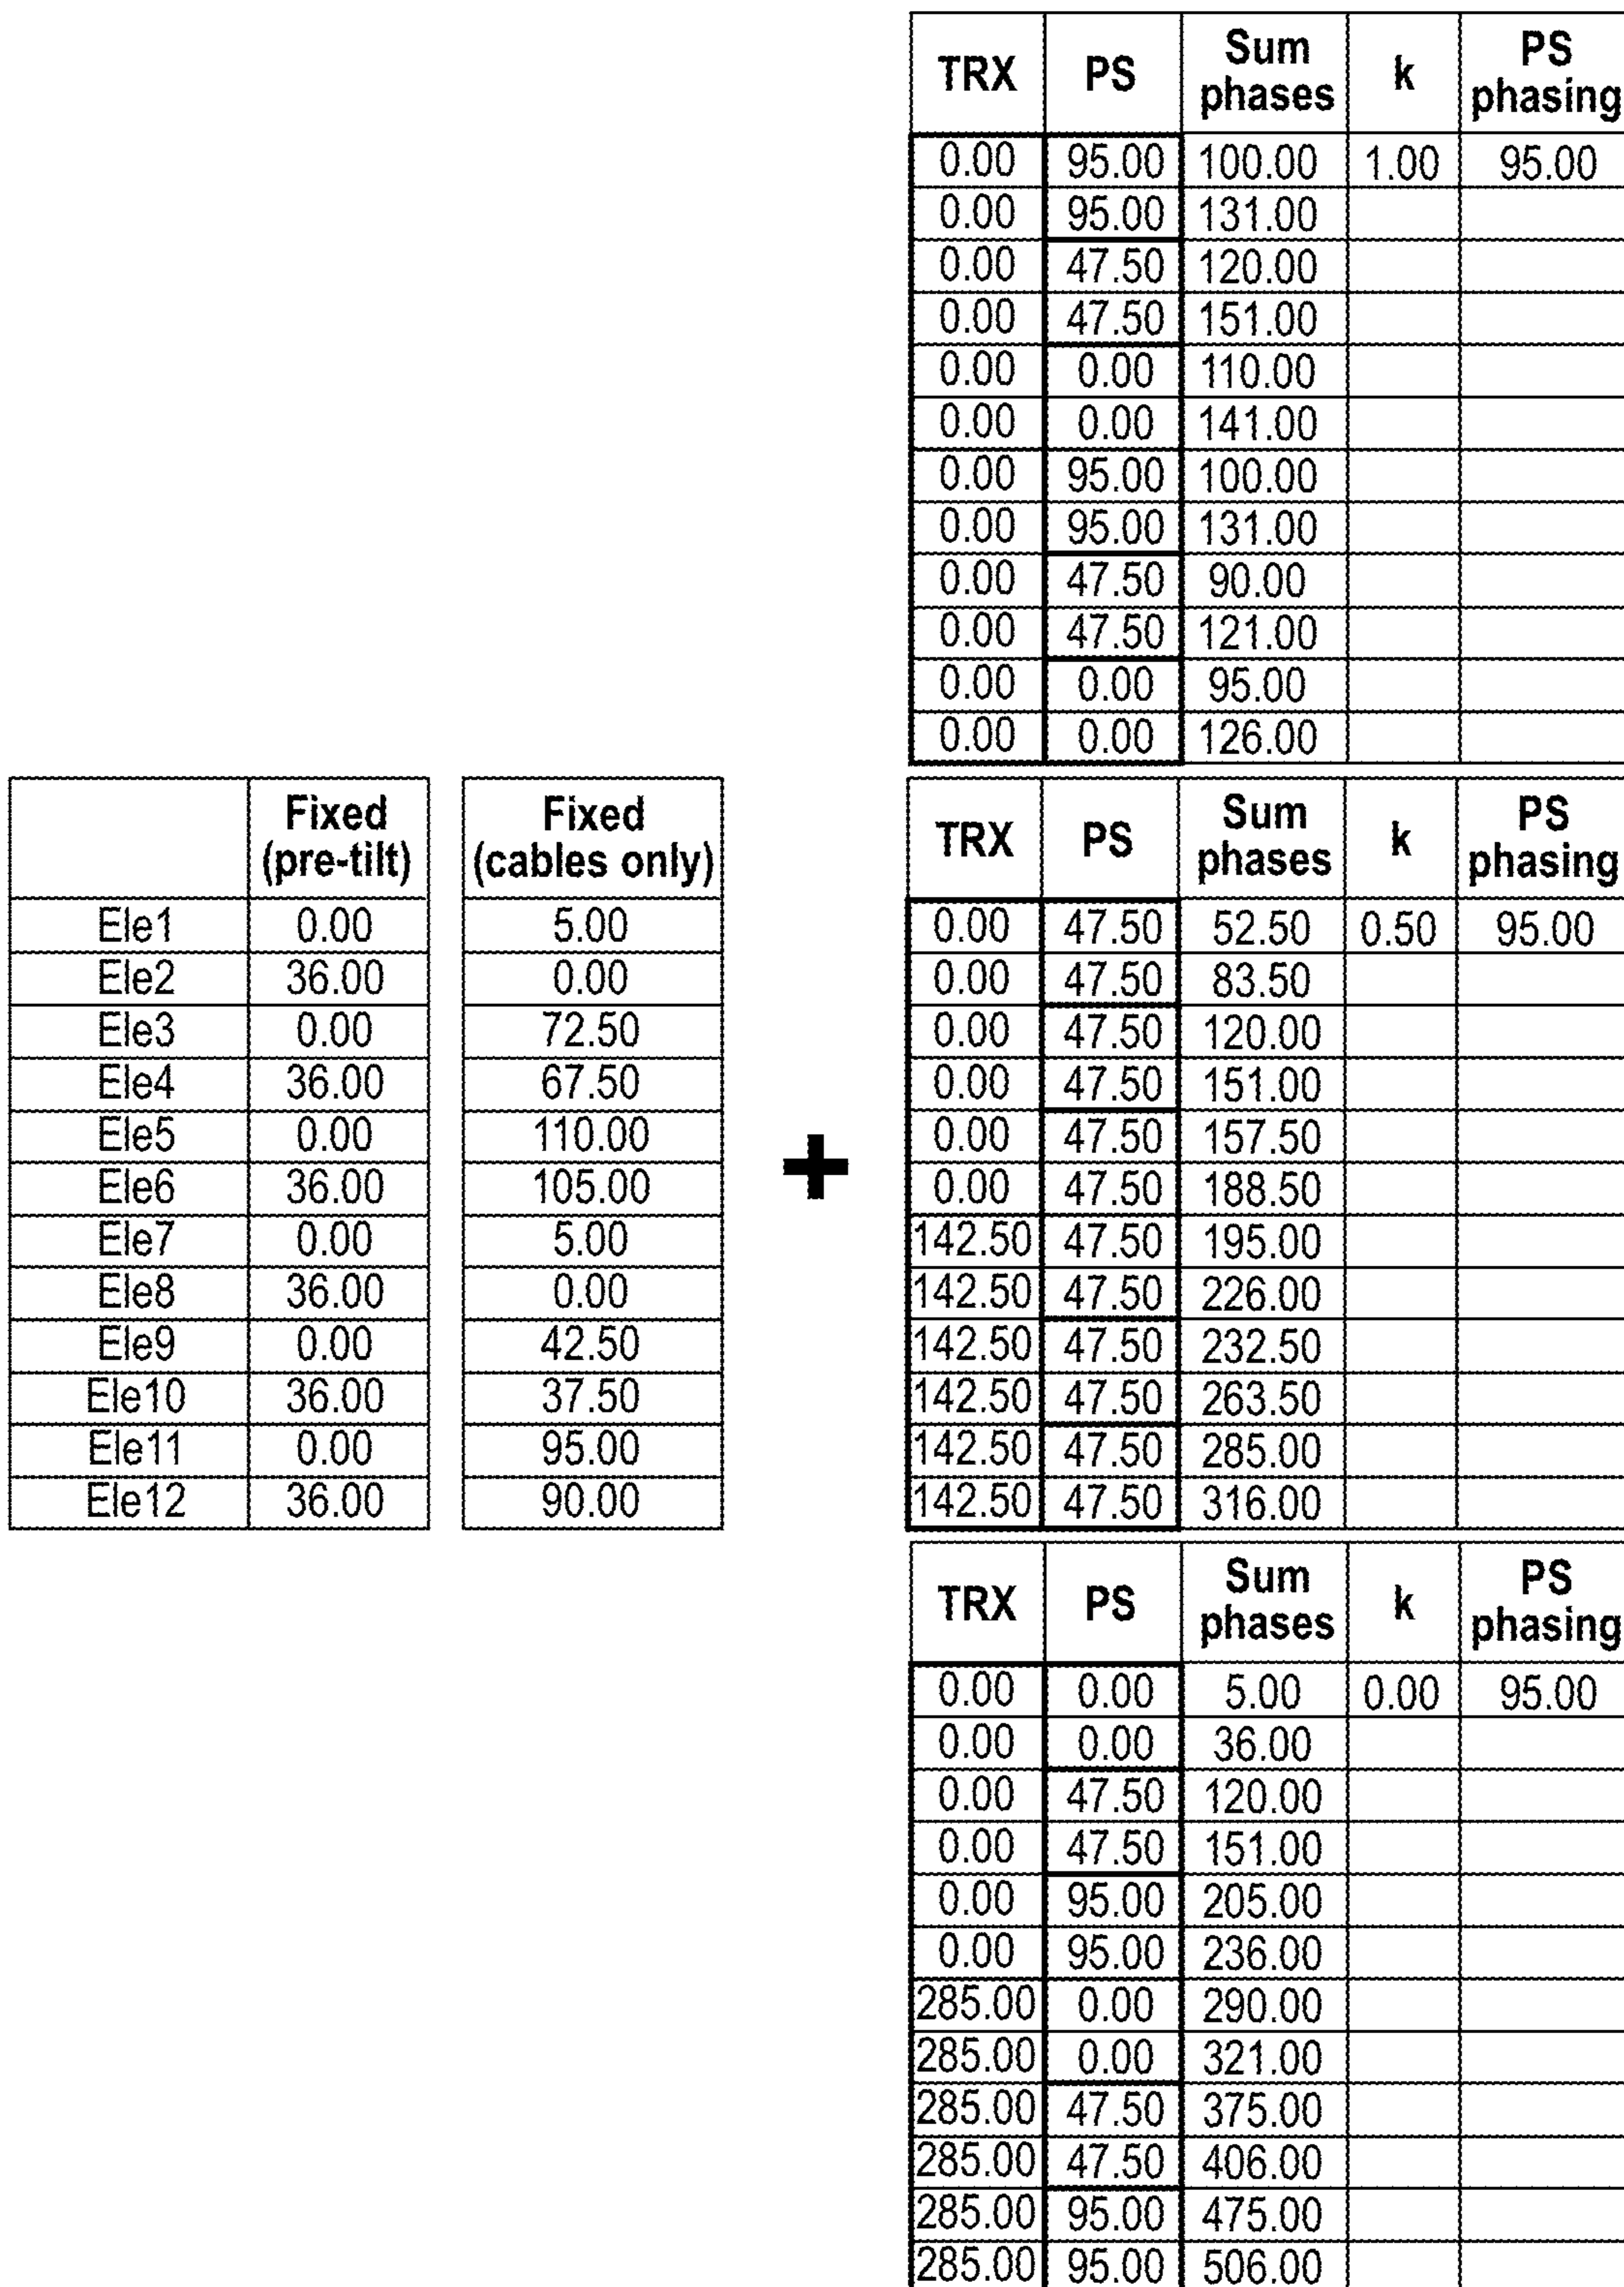 TRX PS Sum phases k PS phasing
0.00 95.00 100.00 1.00 95.00
0.00 95.00 131.00
0.00 47.50 120.00
0.00 47.50 151.00
0.00 0.00 110.00
0.00 0.00 141.00
0.00 95.00 100.00
0.00 95.00 131.00
0.00 47.50 90.00
0.00 47.50 121.00
0.00 0.00 95.00
0.00 0.00 126.00
Fixed (pre-tilt) Fixed (cables only)
Ele1 0.00 5.00
Ele2 36.00 0.00
Ele3 0.00 72.50
Ele4 36.00 67.50
Ele5 0.00 110.00
Ele6 36.00 105.00
Ele7 0.00 5.00
Ele8 36.00 0.00
Ele9 0.00 42.50
Ele10 36.00 37.50
Ele11 0.00 95.00
Ele12 36.00 90.00
+
TRX PS Sum phases k PS phasing
0.00 47.50 52.50 0.50 95.00
0.00 47.50 83.50
0.00 47.50 120.00
0.00 47.50 151.00
0.00 47.50 157.50
0.00 47.50 188.50
142.50 47.50 195.00
142.50 47.50 226.00
142.50 47.50 232.50
142.50 47.50 263.50
142.50 47.50 285.00
142.50 47.50 316.00
TRX PS Sum phases k PS phasing
0.00 0.00 5.00 0.00 95.00
0.00 0.00 36.00
0.00 47.50 120.00
0.00 47.50 151.00
0.00 95.00 205.00
0.00 95.00 236.00
285.00 0.00 290.00
285.00 0.00 321.00
285.00 47.50 375.00
285.00 47.50 406.00
285.00 95.00 475.00
285.00 95.00 506.00